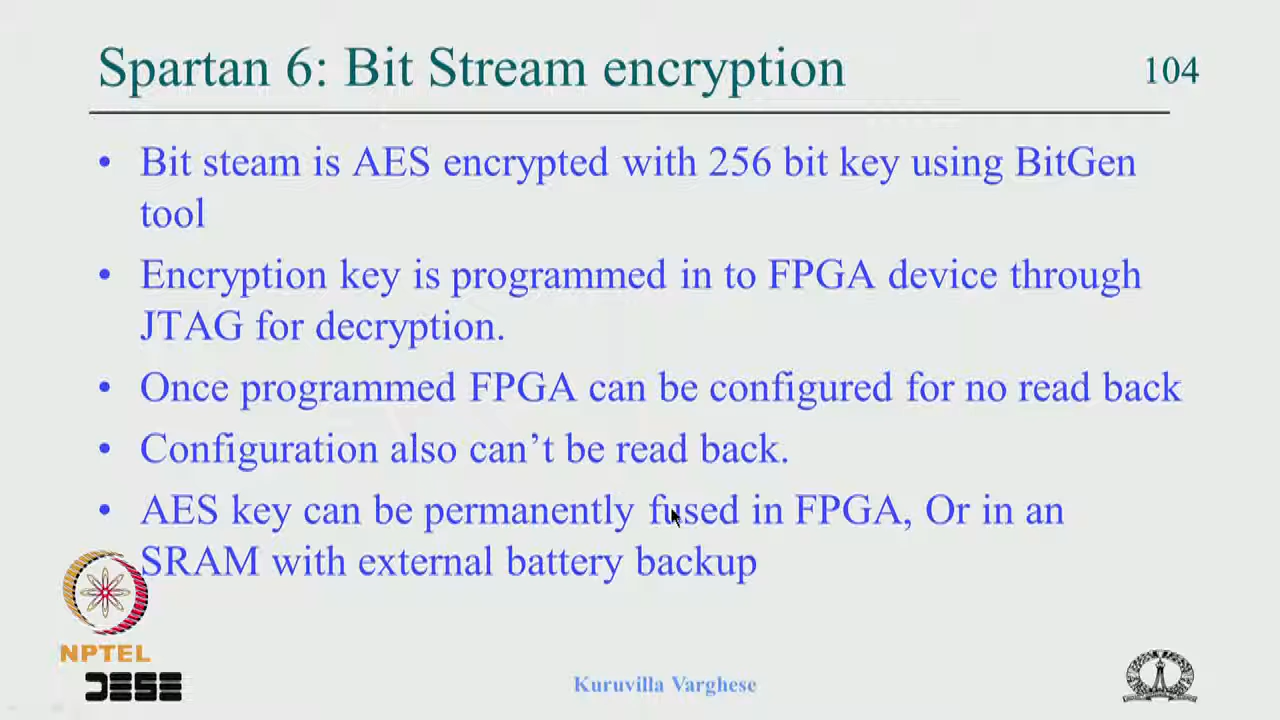 Spartan 6: Bit Stream encryption
104
• Bit steam is AES encrypted with 256 bit key using BitGen
tool
• Encryption key is programmed in to FPGA device through
JTAG for decryption.
• Once programmed FPGA can be configured for no read back
• Configuration also can’t be read back.
• AES key can be permanently fused in FPGA, Or in an
SRAM with external battery backup
NPTEL
DESE
Kuruvilla Varghese